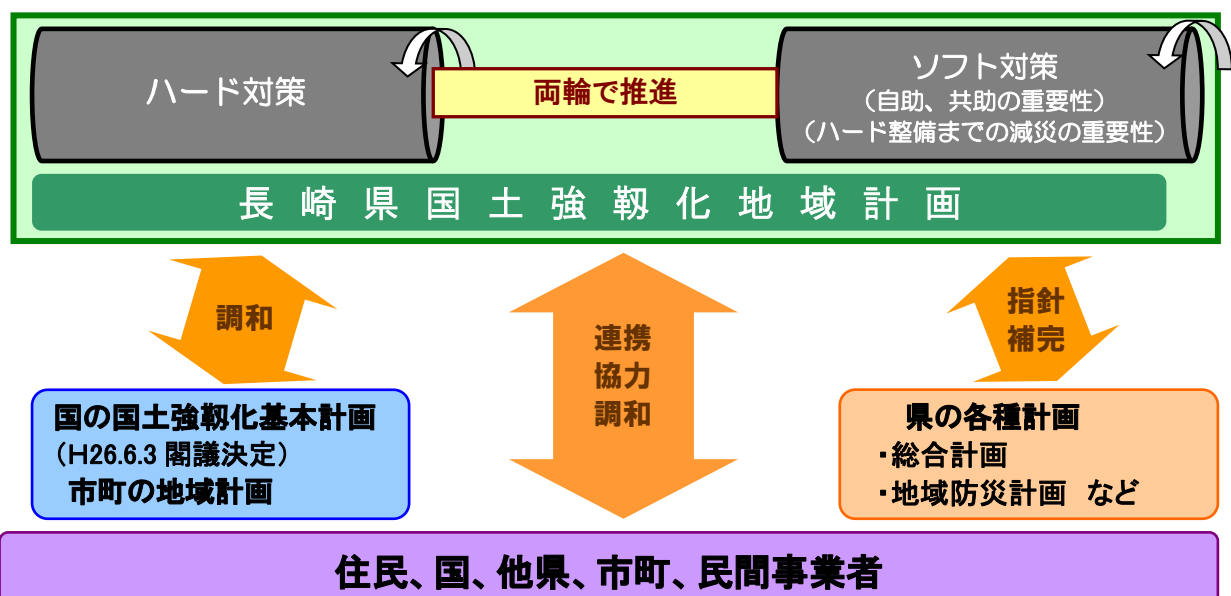 ハード対策
両輪で推進
ソフト対策
（自助、共助の重要性）
（ハード整備までの減災の重要性）
長崎県国土強靱化地域計画
調和
連携
協力
調和
指針
補完
国の国土強靱化基本計画
（H26.6.3 閣議決定）
市町の地域計画
県の各種計画
・総合計画
・地域防災計画　など
住民、国、他県、市町、民間事業者